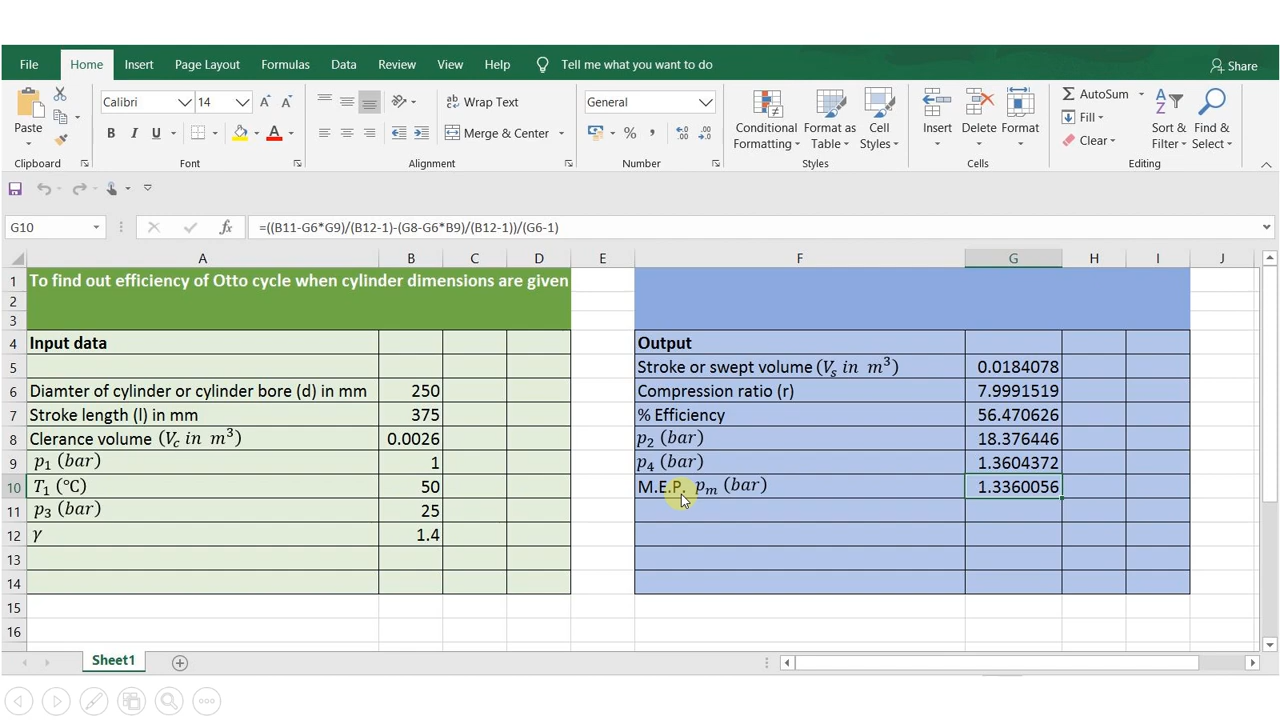 File Home Insert Page Layout Formulas Data Review View Help Tell me what you want to do Share
Calibri 14 ab Wrap Text General AutoSum
Paste B I U A Merge & Center % , Conditional Formatting Format as Table Cell Styles Insert Delete Format Fill Clear Sort & Filter Find & Select
Clipboard Font Alignment Number Styles Cells Editing
G10 fx =((B11-G6*G9)/(B12-1)-(G8-G6*B9)/(B12-1))/(G6-1)
A B C D E F G H I J
1 To find out efficiency of Otto cycle when cylinder dimensions are given
2
3
4 Input data Output
5 Stroke or swept volume (Vₛ in m³) 0.0184078
6 Diamter of cylinder or cylinder bore (d) in mm 250 Compression ratio (r) 7.9991519
7 Stroke length (l) in mm 375 % Efficiency 56.470626
8 Clerance volume (V_c in m³) 0.0026 p₂ (bar) 18.376446
9 p₁ (bar) 1 p₄ (bar) 1.3604372
10 T₁ (℃) 50 M.E.P. pₘ (bar) 1.3360056
11 p₃ (bar) 25
12 γ 1.4
13
14
15
16
Sheet1